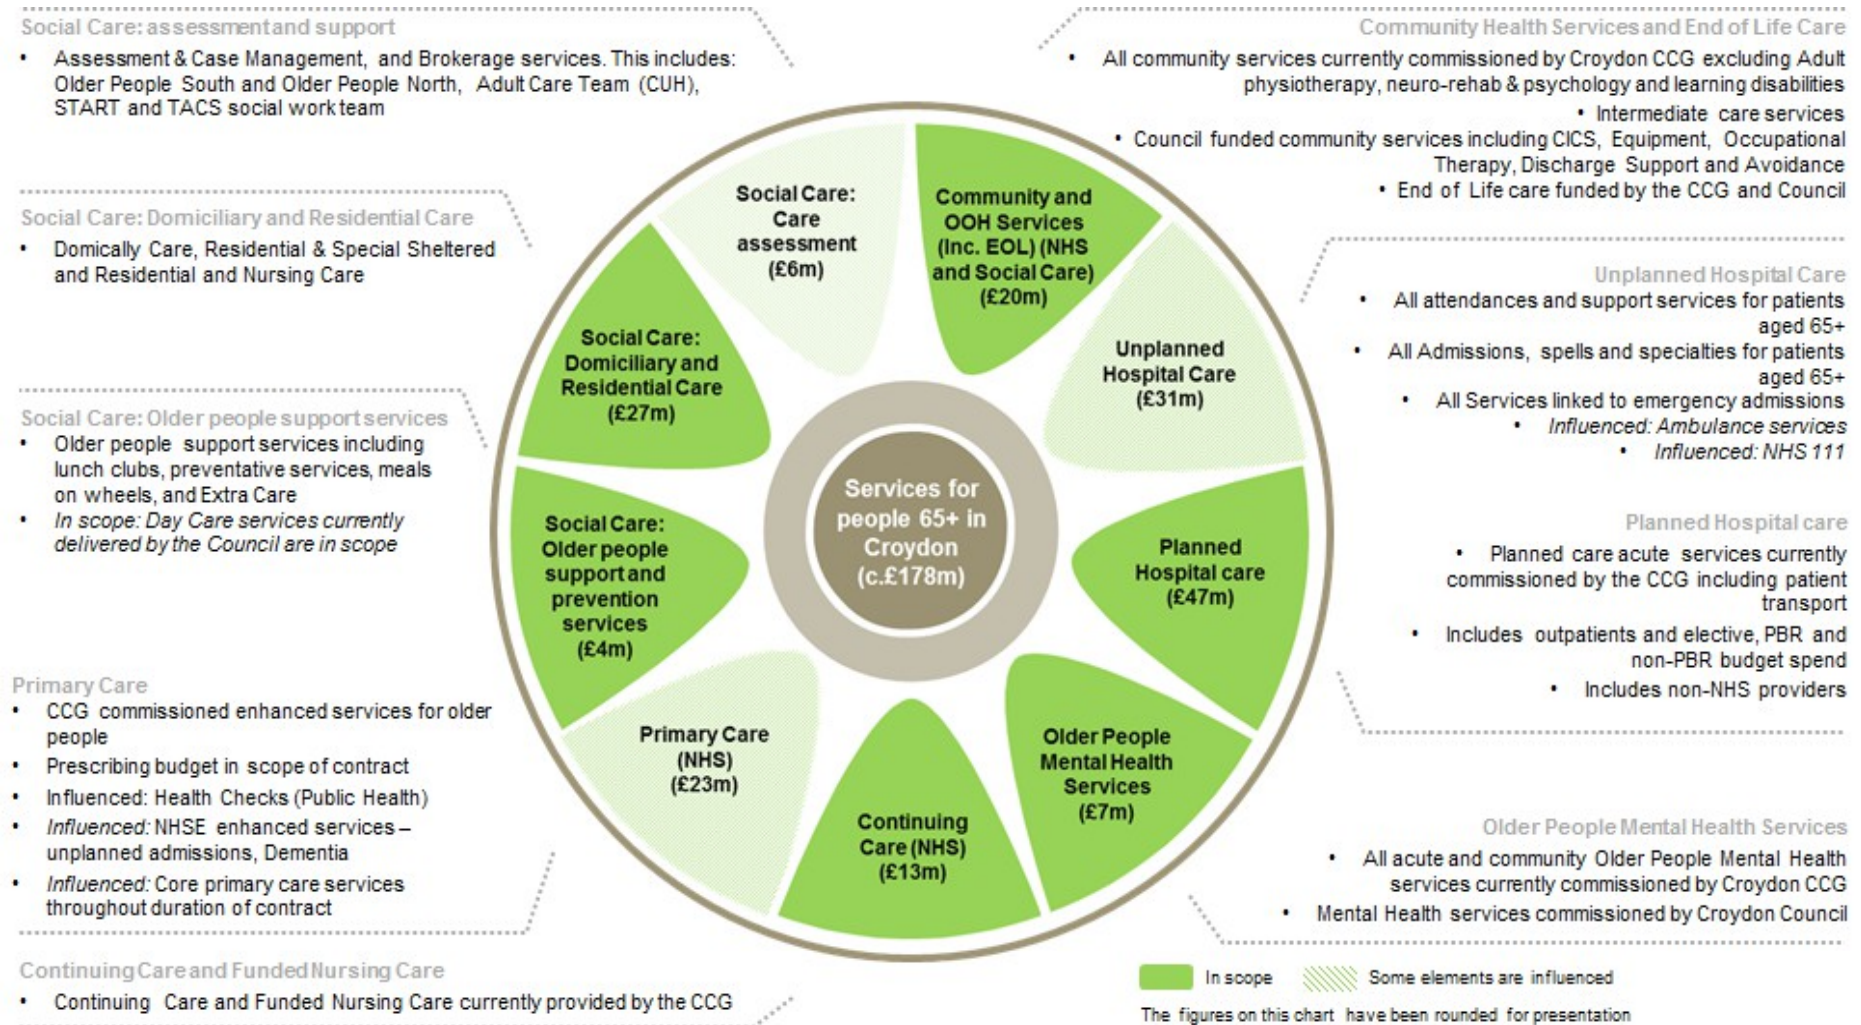 Social Care: assessment and support
• Assessment & Case Management, and Brokerage services. This includes:
Older People South and Older People North, Adult Care Team (CUH),
START and TACS social work team
Social Care: Domiciliary and Residential Care
• Domically Care, Residential & Special Sheltered
and Residential and Nursing Care
Social Care: Older people support services
• Older people support services including
lunch clubs, preventative services, meals
on wheels, and Extra Care
• In scope: Day Care services currently
delivered by the Council are in scope
Primary Care
• CCG commissioned enhanced services for older
people
• Prescribing budget in scope of contract
• Influenced: Health Checks (Public Health)
• Influenced: NHSE enhanced services –
unplanned admissions, Dementia
• Influenced: Core primary care services
throughout duration of contract
Continuing Care and Funded Nursing Care
• Continuing Care and Funded Nursing Care currently provided by the CCG
Social Care:
Care
assessment
(£6m)
Community and
OOH Services
(Inc. EOL) (NHS
and Social Care)
(£20m)
Unplanned
Hospital Care
(£31m)
Planned
Hospital care
(£47m)
Older People
Mental Health
Services
(£7m)
Continuing
Care (NHS)
(£13m)
Primary Care
(NHS)
(£23m)
Social Care:
Older people
support and
prevention
services
(£4m)
Social Care:
Domiciliary and
Residential Care
(£27m)
Services for
people 65+ in
Croydon
(c.£178m)
Community Health Services and End of Life Care
• All community services currently commissioned by Croydon CCG excluding Adult
physiotherapy, neuro-rehab & psychology and learning disabilities
• Intermediate care services
• Council funded community services including CICS, Equipment, Occupational
Therapy, Discharge Support and Avoidance
• End of Life care funded by the CCG and Council
Unplanned Hospital Care
• All attendances and support services for patients
aged 65+
• All Admissions, spells and specialties for patients
aged 65+
• All Services linked to emergency admissions
• Influenced: Ambulance services
• Influenced: NHS 111
Planned Hospital care
• Planned care acute services currently
commissioned by the CCG including patient
transport
• Includes outpatients and elective, PBR and
non-PBR budget spend
• Includes non-NHS providers
Older People Mental Health Services
• All acute and community Older People Mental Health
services currently commissioned by Croydon CCG
• Mental Health services commissioned by Croydon Council
In scope
Some elements are influenced
The figures on this chart have been rounded for presentation